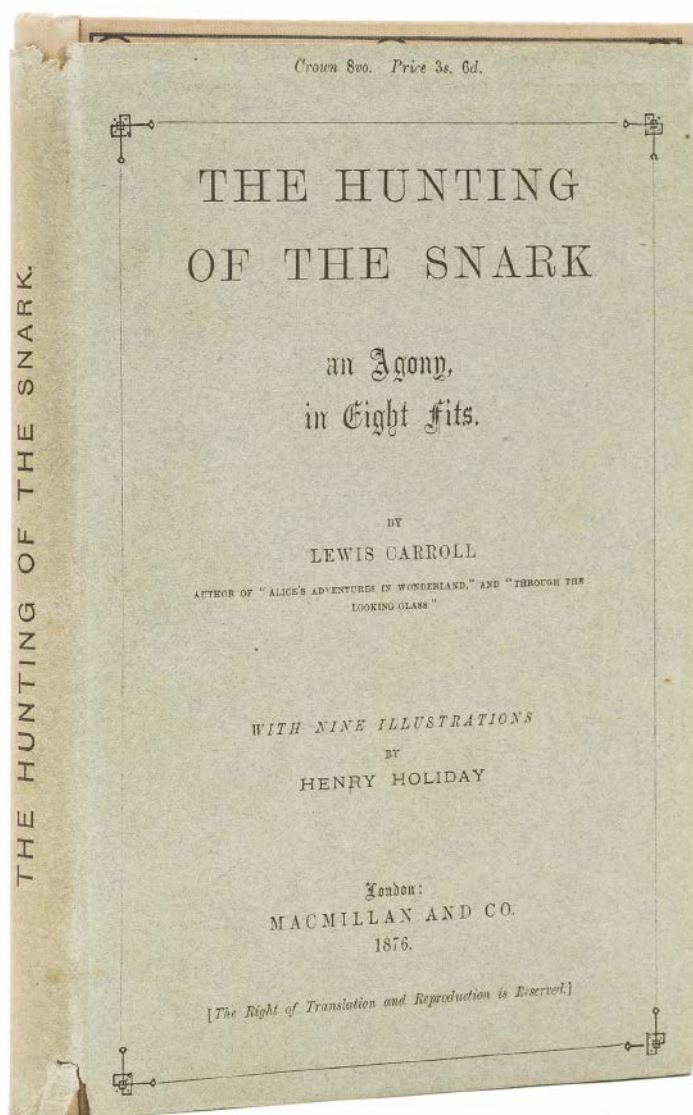 Crown 8vo. Price 3s. 6d.
THE HUNTING
OF THE SNARK
an Agony,
in Eight Fits.
BY
LEWIS CARROLL
AUTHOR OF "ALICE'S ADVENTURES IN WONDERLAND," AND "THROUGH THE
LOOKING GLASS"
WITH NINE ILLUSTRATIONS
BY
HENRY HOLIDAY
London:
MACMILLAN AND CO.
1876.
[The Right of Translation and Reproduction is Reserved.]
THE HUNTING OF THE SNARK.